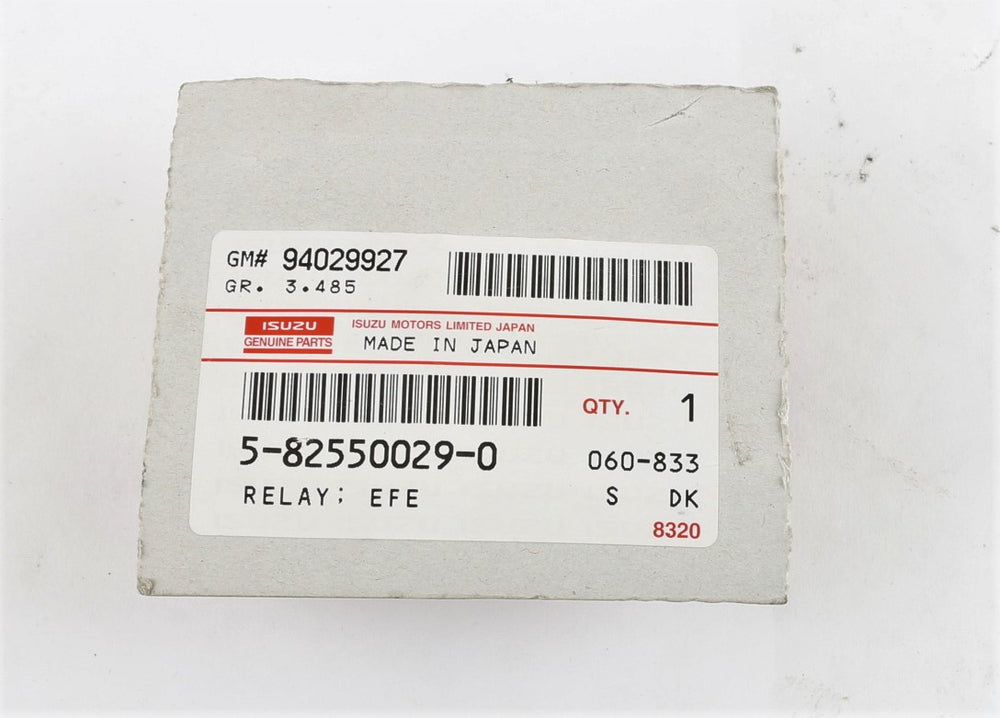 GM# 94029927
GR. 3.485
ISUZU
GENUINE PARTS
ISUZU MOTORS LIMITED JAPAN
MADE IN JAPAN
QTY. 1
5-82550029-0 060-833
RELAY; EFE S DK
8320